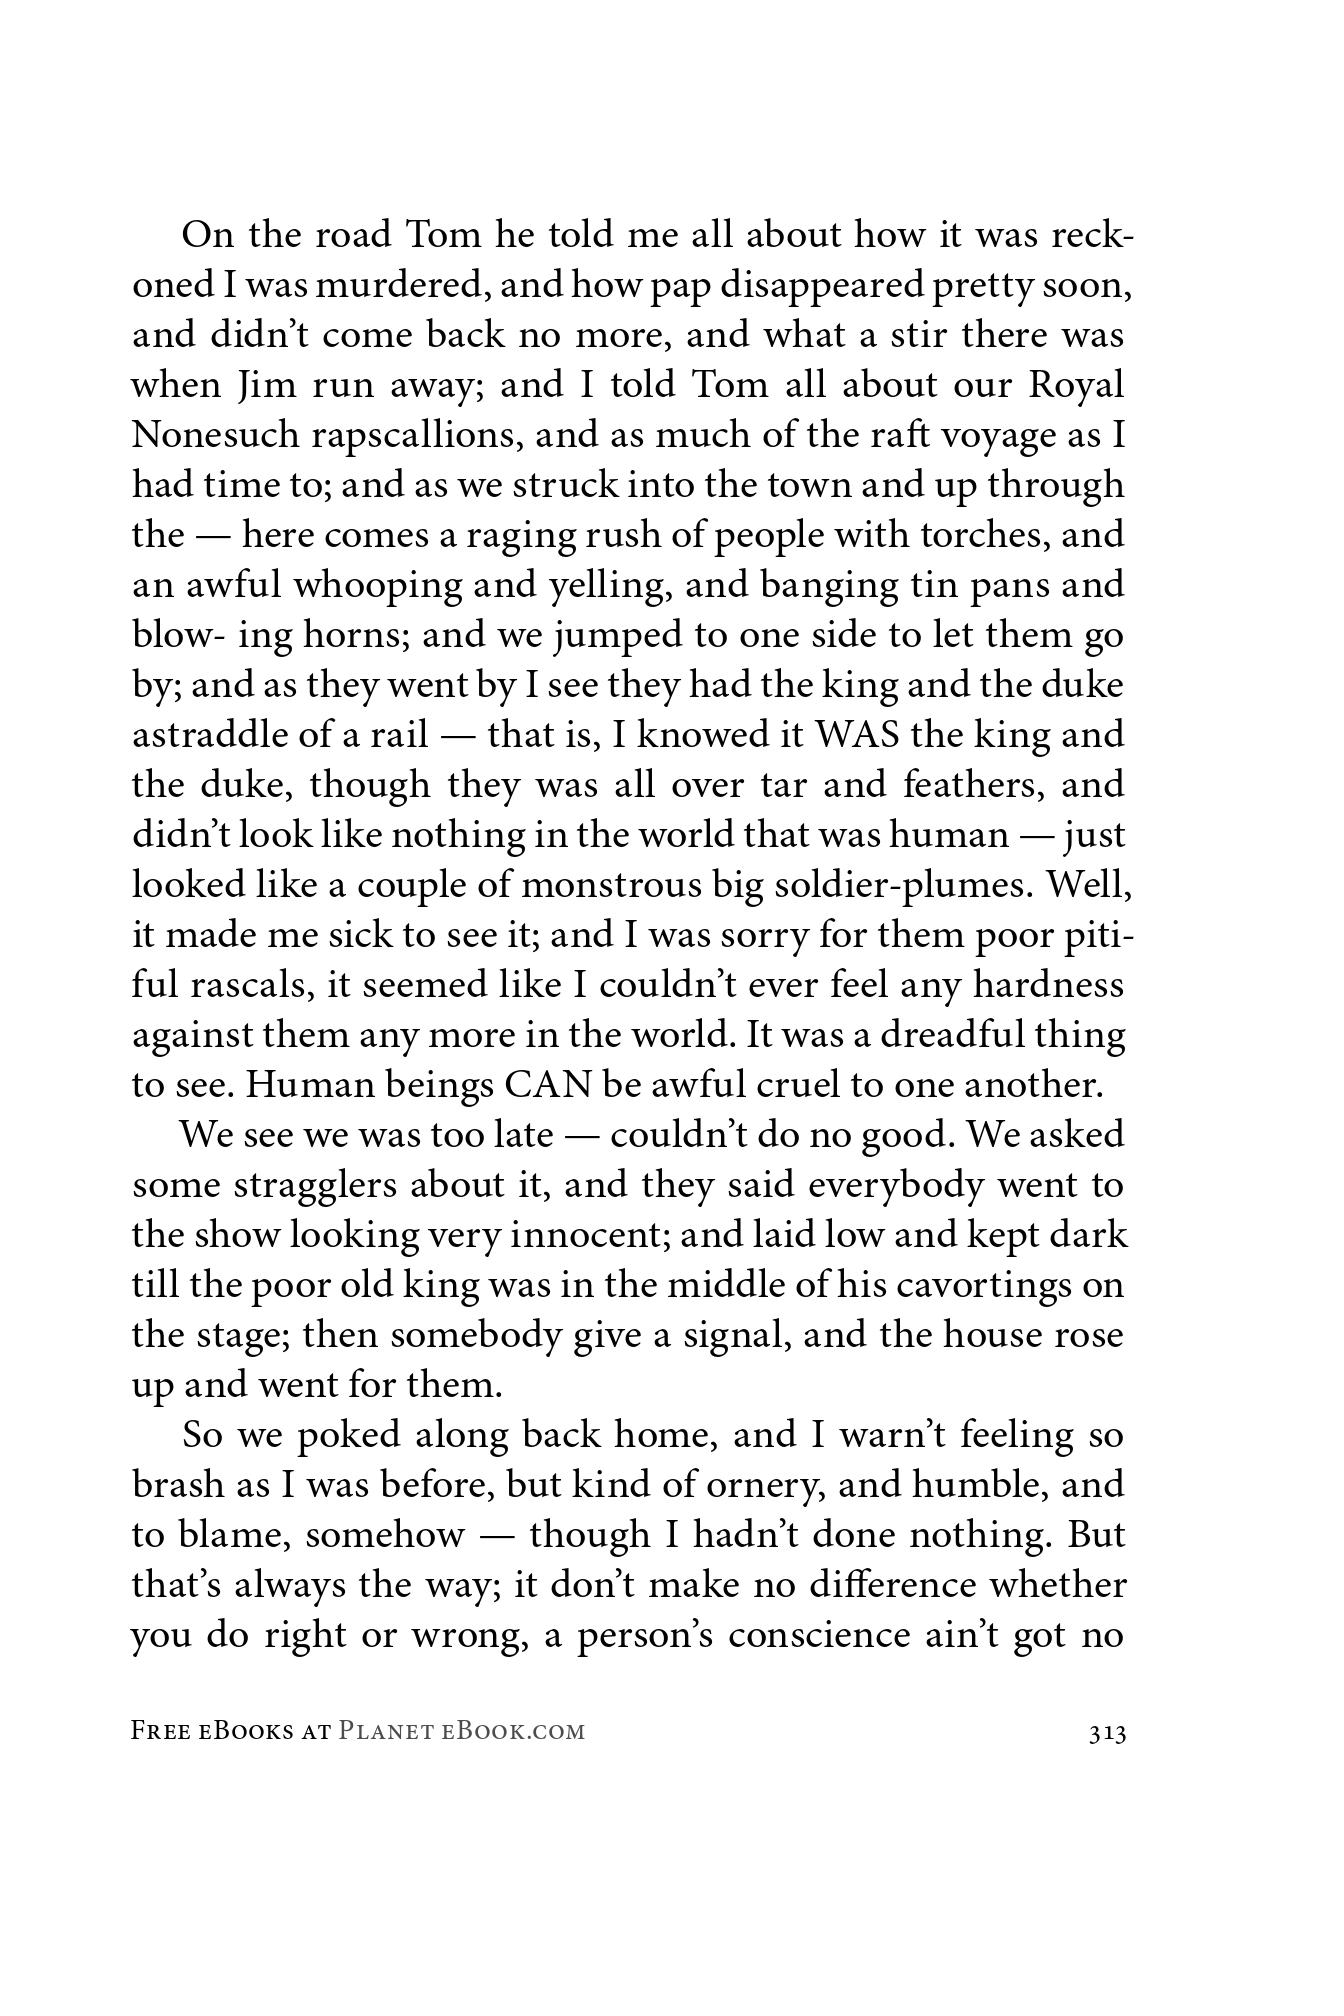 On the road Tom he told me all about how it was reck-
oned I was murdered, and how pap disappeared pretty soon,
and didn’t come back no more, and what a stir there was
when Jim run away; and I told Tom all about our Royal
Nonesuch rapscallions, and as much of the raft voyage as I
had time to; and as we struck into the town and up through
the — here comes a raging rush of people with torches, and
an awful whooping and yelling, and banging tin pans and
blow- ing horns; and we jumped to one side to let them go
by; and as they went by I see they had the king and the duke
astraddle of a rail — that is, I knowed it WAS the king and
the duke, though they was all over tar and feathers, and
didn’t look like nothing in the world that was human — just
looked like a couple of monstrous big soldier-plumes. Well,
it made me sick to see it; and I was sorry for them poor piti-
ful rascals, it seemed like I couldn’t ever feel any hardness
against them any more in the world. It was a dreadful thing
to see. Human beings CAN be awful cruel to one another.
We see we was too late — couldn’t do no good. We asked
some stragglers about it, and they said everybody went to
the show looking very innocent; and laid low and kept dark
till the poor old king was in the middle of his cavortings on
the stage; then somebody give a signal, and the house rose
up and went for them.
So we poked along back home, and I warn’t feeling so
brash as I was before, but kind of ornery, and humble, and
to blame, somehow — though I hadn’t done nothing. But
that’s always the way; it don’t make no difference whether
you do right or wrong, a person’s conscience ain’t got no
Free eBooks at Planet eBook.com 313